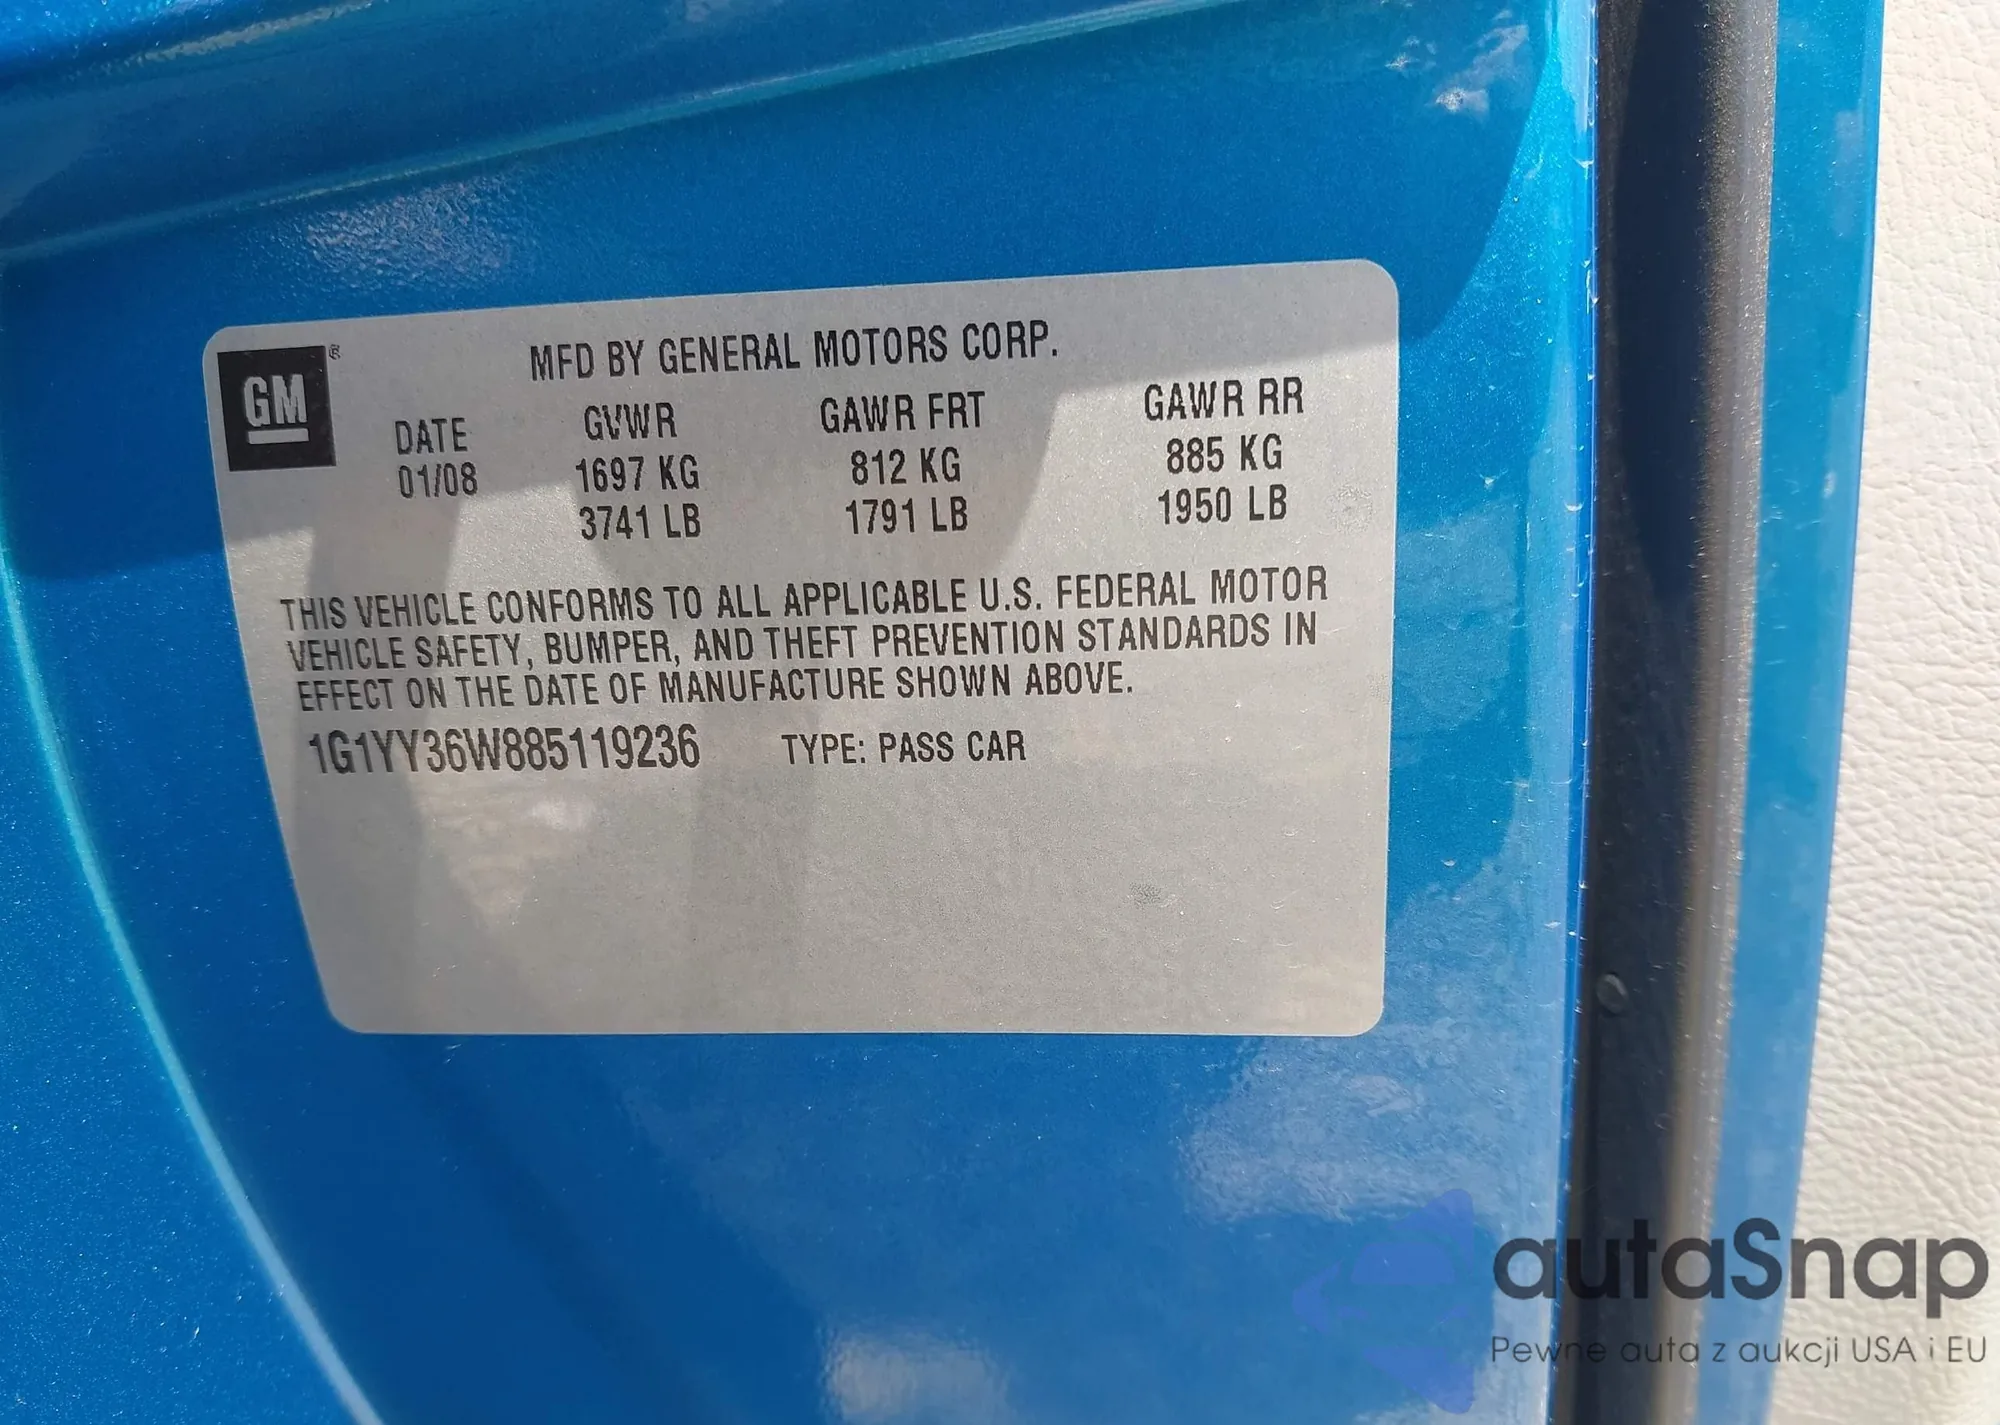 GM ®
MFD BY GENERAL MOTORS CORP.
DATE GVWR GAWR FRT GAWR RR
01/08 1697 KG 812 KG 885 KG
3741 LB 1791 LB 1950 LB
THIS VEHICLE CONFORMS TO ALL APPLICABLE U.S. FEDERAL MOTOR
VEHICLE SAFETY, BUMPER, AND THEFT PREVENTION STANDARDS IN
EFFECT ON THE DATE OF MANUFACTURE SHOWN ABOVE.
1G1YY36W885119236 TYPE: PASS CAR
autaSnap
Pewne auta z aukcji USA i EU